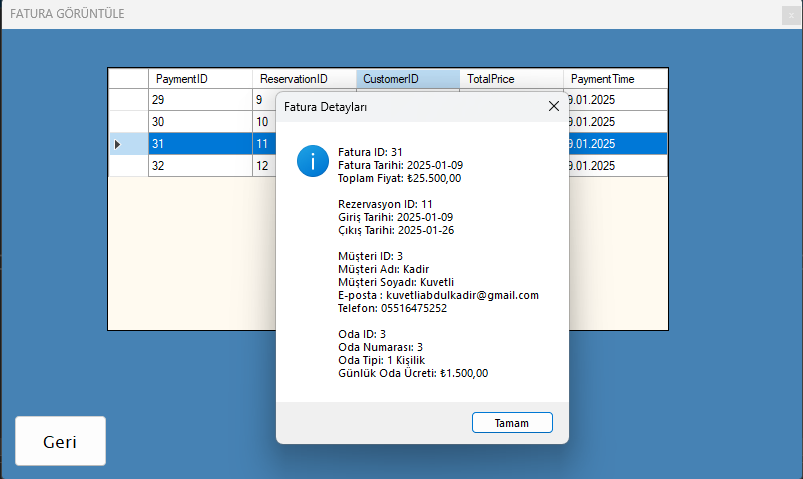 FATURA GÖRÜNTÜLE
x
PaymentID ReservationID CustomerID TotalPrice PaymentTime
29 9 9.01.2025
30 10 9.01.2025
31 11 9.01.2025
32 12 9.01.2025
Fatura Detayları
Fatura ID: 31
Fatura Tarihi: 2025-01-09
Toplam Fiyat: ₺25.500,00
Rezervasyon ID: 11
Giriş Tarihi: 2025-01-09
Çıkış Tarihi: 2025-01-26
Müşteri ID: 3
Müşteri Adı: Kadir
Müşteri Soyadı: Kuvetli
E-posta : kuvetliabdulkadir@gmail.com
Telefon: 05516475252
Oda ID: 3
Oda Numarası: 3
Oda Tipi: 1 Kişilik
Günlük Oda Ücreti: ₺1.500,00
Tamam
Geri